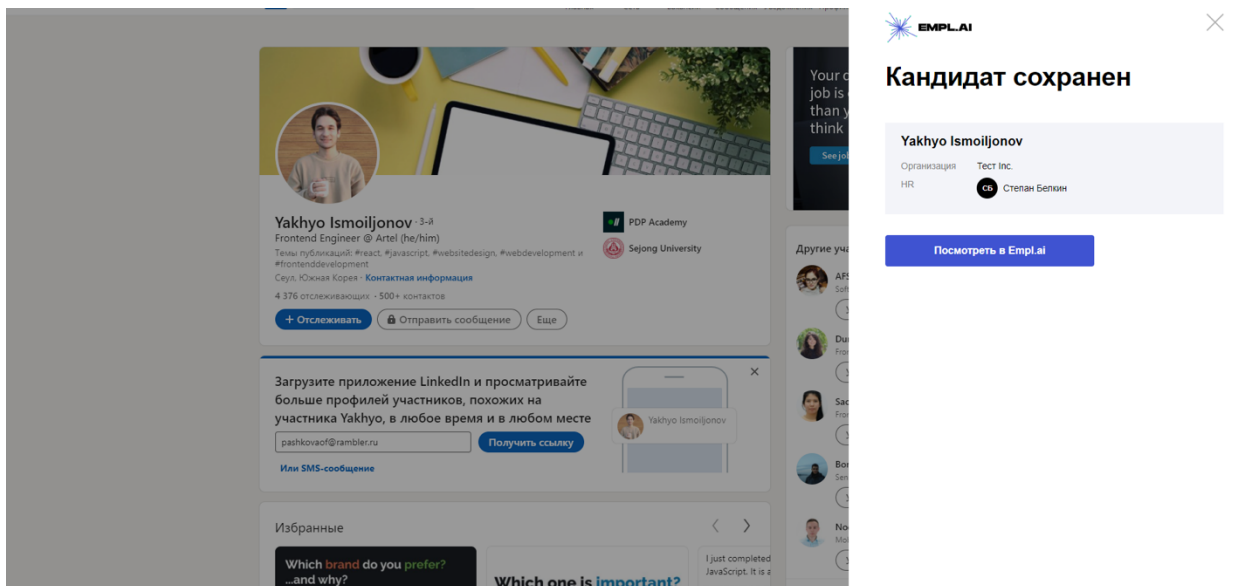 Your
job is
than y
think
See jo
Yakhyo Ismoiljonov · 3-й
Frontend Engineer @ Artel (he/him)
Темы публикаций: #react, #javascript, #websitedesign, #webdevelopment и
#frontenddevelopment
Сеул, Южная Корея · Контактная информация
4 376 отслеживающих · 500+ контактов
+ Отслеживать
Отправить сообщение
Еще
PDP Academy
Sejong University
Загрузите приложение LinkedIn и просматривайте
больше профилей участников, похожих на
участника Yakhyo, в любое время и в любом месте
pashkovaof@rambler.ru
Получить ссылку
Или SMS-сообщение
Yakhyo Ismoiljonov
Избранные
Which brand do you prefer?
...and why?
Which one is important?
I just completed
JavaScript. It is a
Другие уча
EMPL.AI
Кандидат сохранен
Yakhyo Ismoiljonov
Организация Тест Inc.
HR СБ Степан Белкин
Посмотреть в Empl.ai